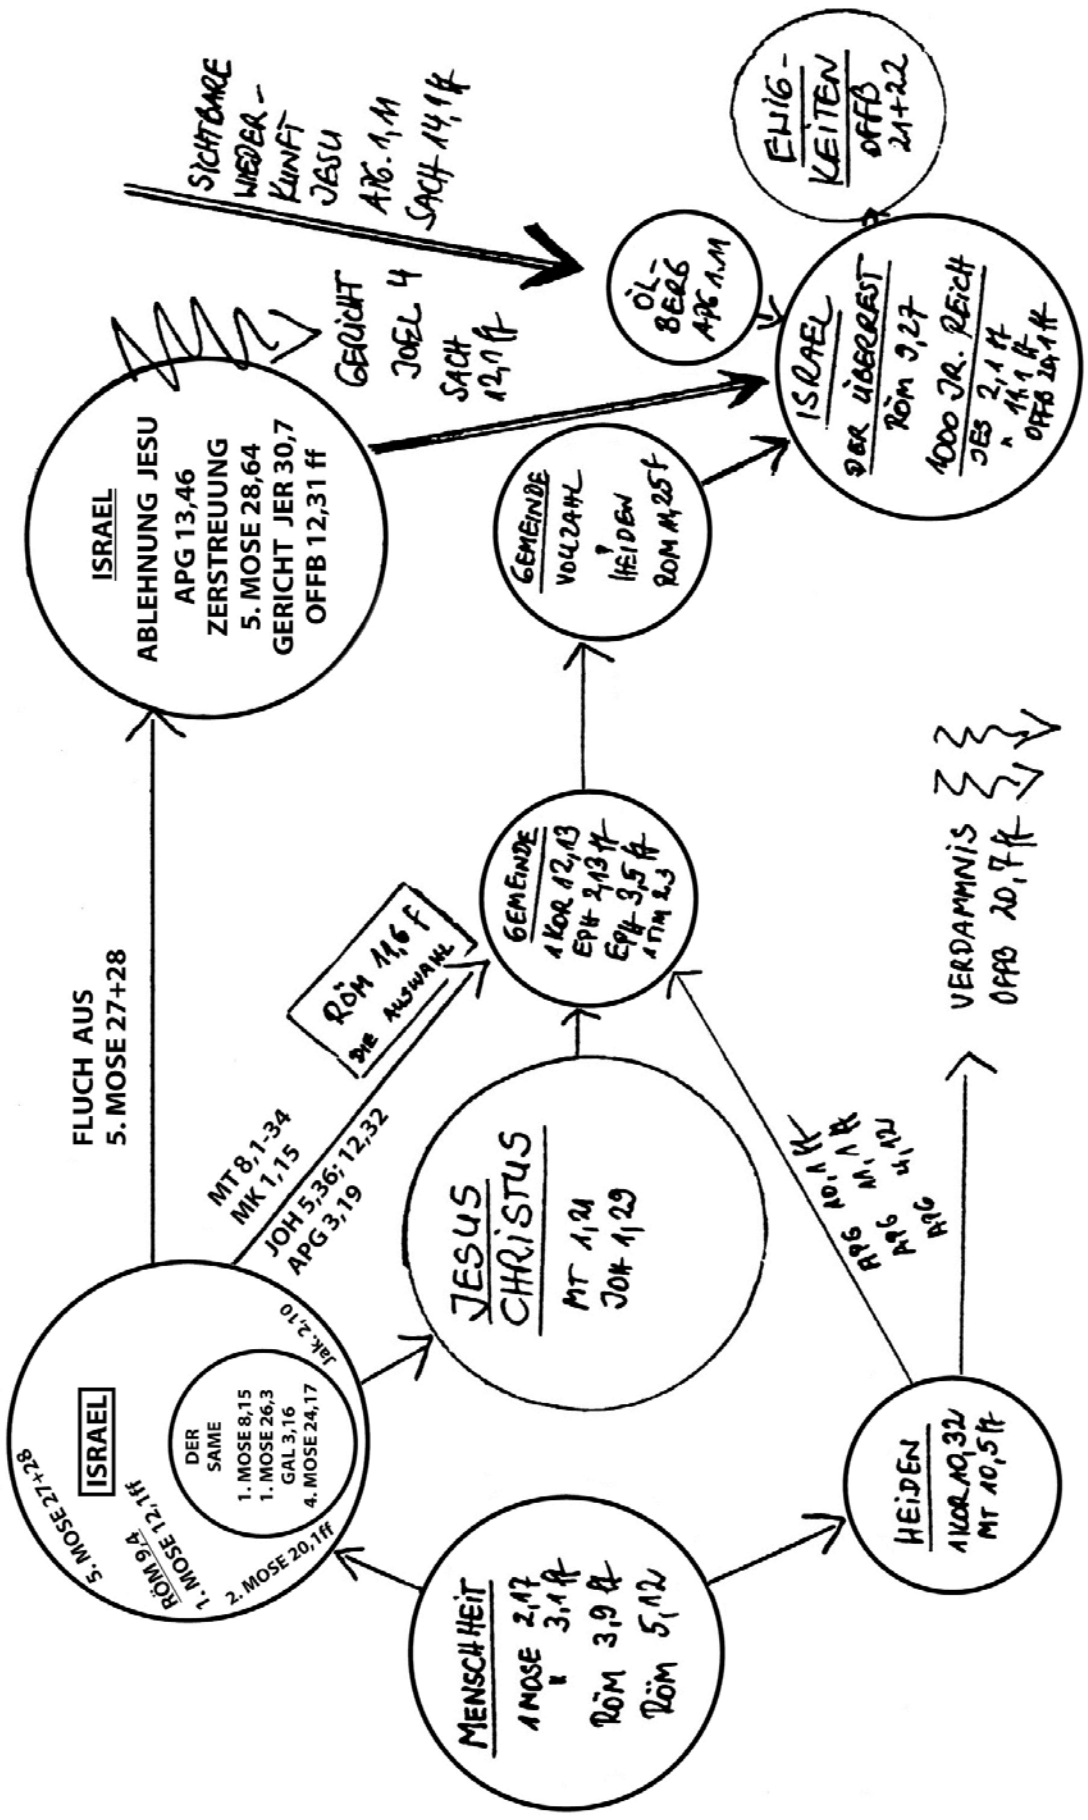 MENSCHHEIT
1 MOSE 2,17
" 3,1 ff
RÖM 3,9 ff
RÖM 5,12
5. MOSE 27+28
ISRAEL
RÖM 9,4
1. MOSE 12,1ff
2. MOSE 20,1ff
Jak. 2,10
DER
SAME
1. MOSE 8,15
1. MOSE 26,3
GAL 3,16
4. MOSE 24,17
HEIDEN
1 KOR 10,32
MT 10,5 ff
FLUCH AUS
5. MOSE 27+28
MT 8,1-34
MK 1,15
JOH 5,36; 12,32
APG 3,19
RÖM 11,6 F
DIE AUSWAHL
JESUS
CHRISTUS
MT 1,21
JOH 1,29
APG 10,1 ff
APG 11,1 ff
APG 4,12
APG
GEMEINDE
1 KOR 12,13
EPH 2,13 ff
EPH 3,5 ff
1 TIM 2.3
VERDAMMNIS
OFFB 20,7 ff
ISRAEL
ABLEHNUNG JESU
APG 13,46
ZERSTREUUNG
5. MOSE 28,64
GERICHT JER 30,7
OFFB 12,31 ff
GEMEINDE
VOLLZAHL
HEIDEN
RÖM 11,25 f
GERICHT
JOEL 4
SACH
12,1 ff
SICHTBARE
WIEDER-
KUNFT
JESU
APG. 1,11
SACH 14,1 ff
ÖL-
BERG
APG 1.11
ISRAEL
DER ÜBERREST
RÖM 9,27
1000 JR. REICH
JES 2,1 ff
" 11,1 ff
OFFB 20,1 ff
EWIG-
KEITEN
OFFB
21+22